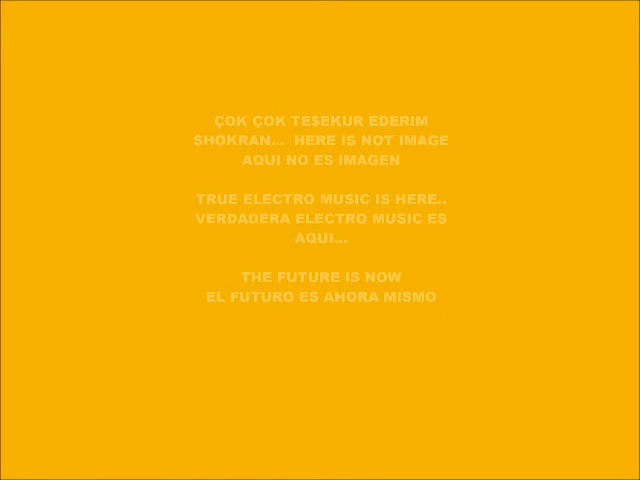 ÇOK ÇOK TEŞEKUR EDERIM
SHOKRAN... HERE IS NOT IMAGE
AQUI NO ES IMAGEN
TRUE ELECTRO MUSIC IS HERE..
VERDADERA ELECTRO MUSIC ES
AQUI...
THE FUTURE IS NOW
EL FUTURO ES AHORA MISMO